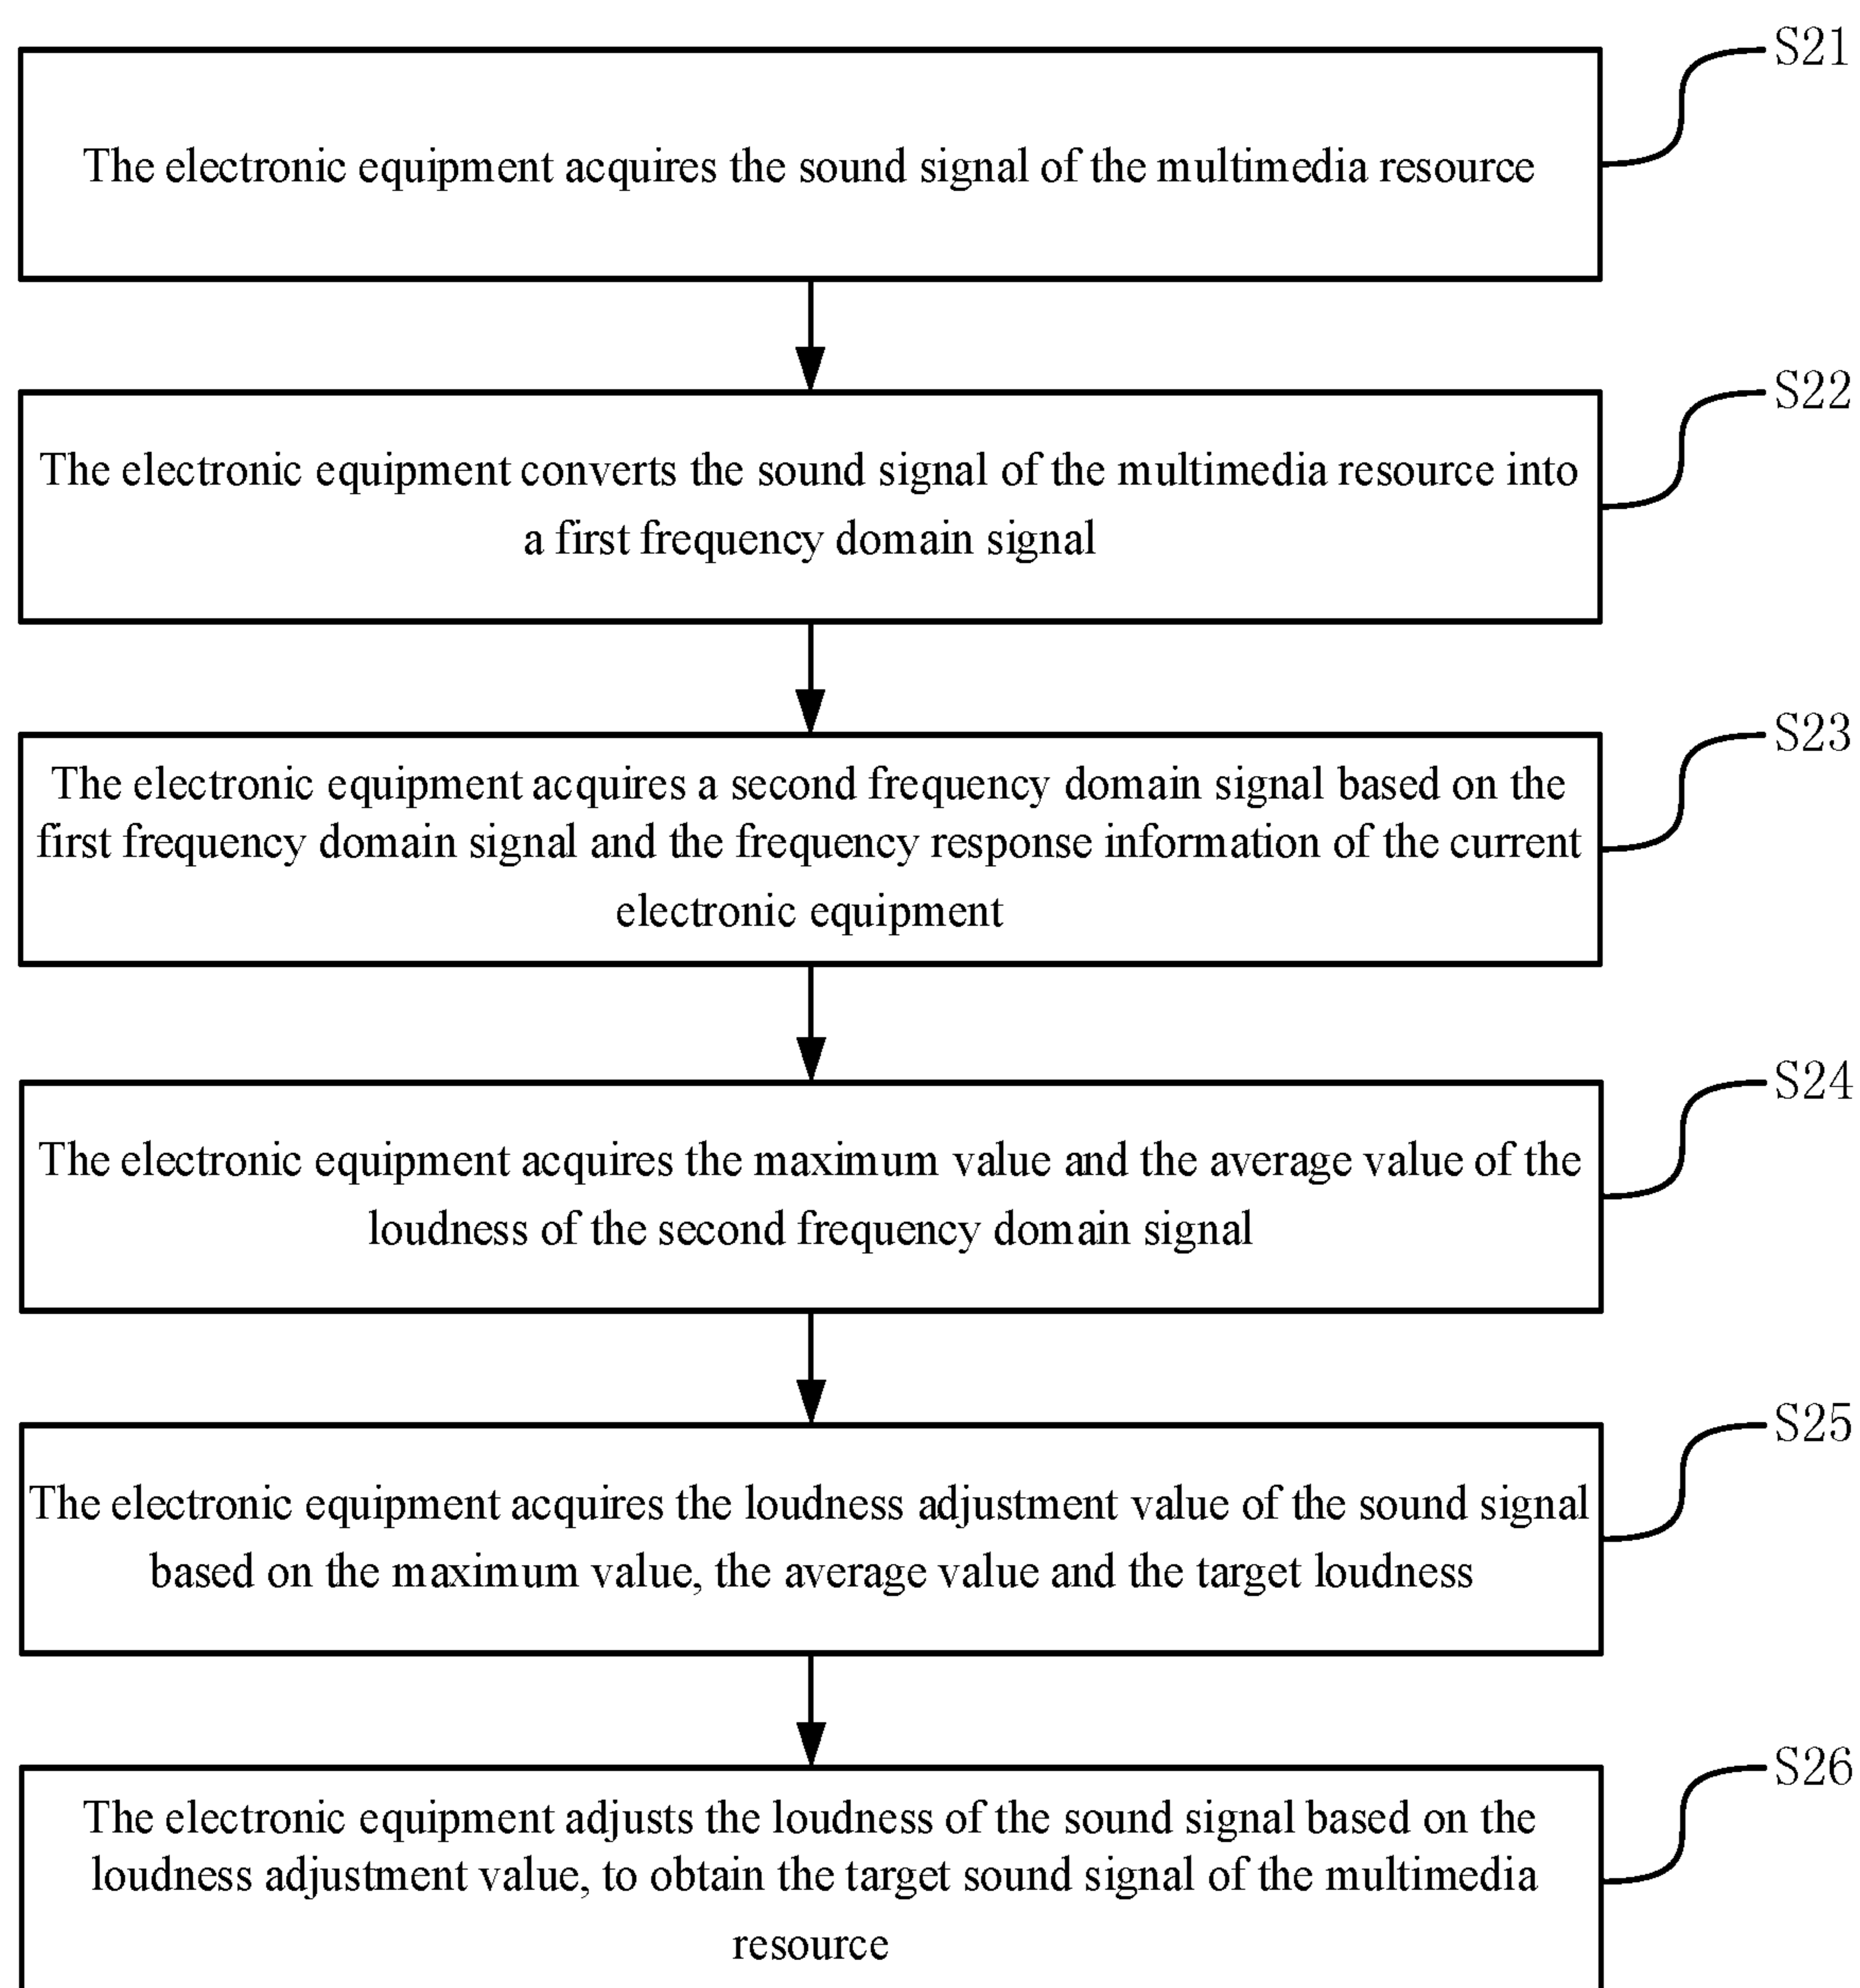 S21
The electronic equipment acquires the sound signal of the multimedia resource
S22
The electronic equipment converts the sound signal of the multimedia resource into
a first frequency domain signal
S23
The electronic equipment acquires a second frequency domain signal based on the
first frequency domain signal and the frequency response information of the current
electronic equipment
S24
The electronic equipment acquires the maximum value and the average value of the
loudness of the second frequency domain signal
S25
The electronic equipment acquires the loudness adjustment value of the sound signal
based on the maximum value, the average value and the target loudness
S26
The electronic equipment adjusts the loudness of the sound signal based on the
loudness adjustment value, to obtain the target sound signal of the multimedia
resource